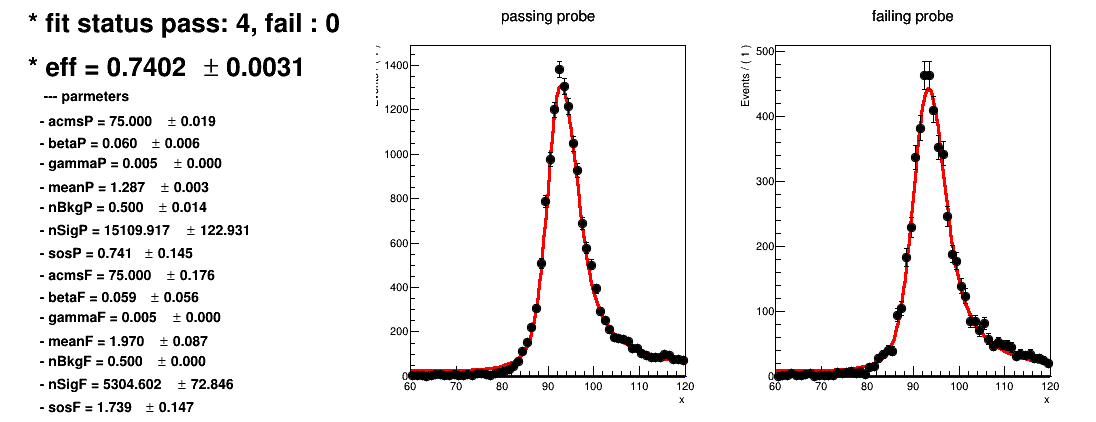 * fit status pass: 4, fail : 0
* eff = 0.7402 ± 0.0031
--- parmeters
- acmsP = 75.000 ± 0.019
- betaP = 0.060 ± 0.006
- gammaP = 0.005 ± 0.000
- meanP = 1.287 ± 0.003
- nBkgP = 0.500 ± 0.014
- nSigP = 15109.917 ± 122.931
- sosP = 0.741 ± 0.145
- acmsF = 75.000 ± 0.176
- betaF = 0.059 ± 0.056
- gammaF = 0.005 ± 0.000
- meanF = 1.970 ± 0.087
- nBkgF = 0.500 ± 0.000
- nSigF = 5304.602 ± 72.846
- sosF = 1.739 ± 0.147
passing probe
1400
1200
1000
800
600
400
200
0
60 70 80 90 100 110 120
x
failing probe
Events / ( 1 )
500
400
300
200
100
0
60 70 80 90 100 110 120
x